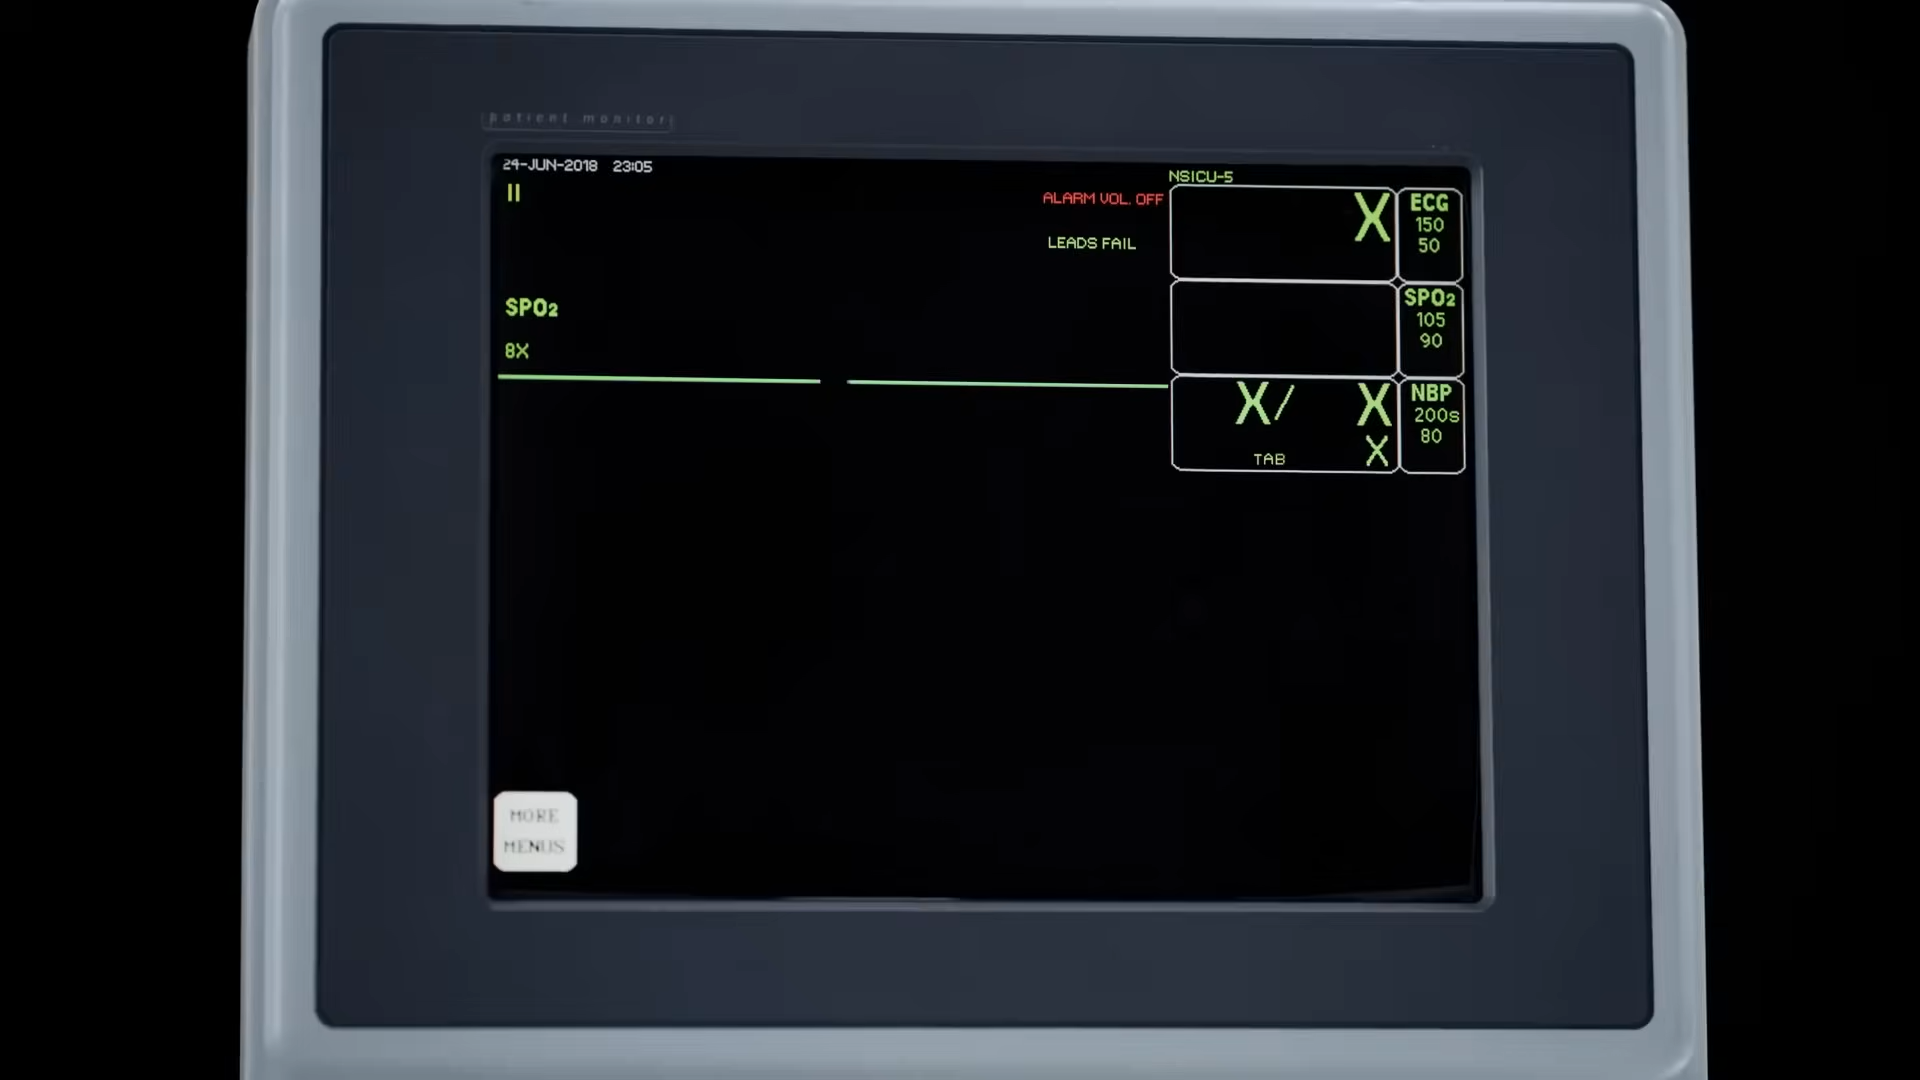 patient monitor
24-JUN-2018 23:05
NSICU-5
II
ALARM VOL. OFF
X
ECG
150
50
LEADS FAIL
SPO2
8X
SPO2
105
90
X/ X
X
TAB
NBP
200s
80
MORE
MENUS